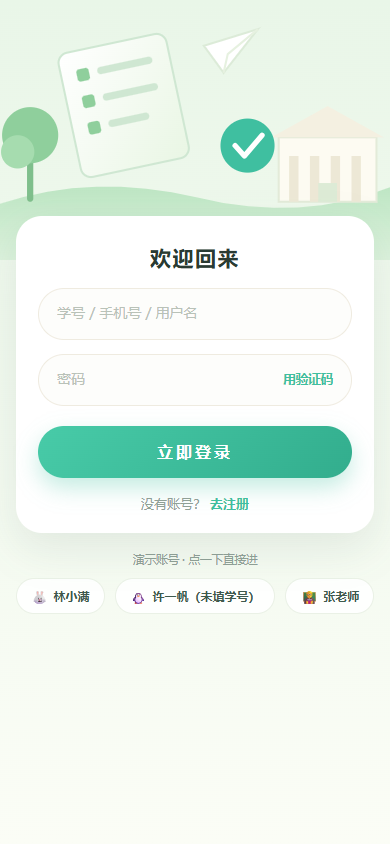 欢迎回来
学号 / 手机号 / 用户名
密码 用验证码
立即登录
没有账号? 去注册
演示账号 · 点一下直接进
林小满 许一帆（未填学号） 张老师